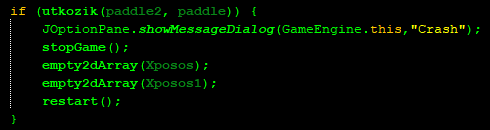 if (utkozik(paddle2, paddle)) {
JOptionPane.showMessageDialog(GameEngine.this,"Crash");
stopGame();
empty2dArray(Xposos);
empty2dArray(Xposos1);
restart();
}